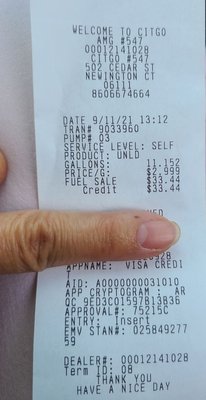 WELCOME TO CITGO
AMG #547
00012141028
CITGO #547
502 CEDAR ST
NEWINGTON CT
06111
8606674664
DATE 9/11/21 13:12
TRAN# 9033960
PUMP# 03
SERVICE LEVEL: SELF
PRODUCT: UNLD
GALLONS: 11.152
PRICE/G: $2.999
FUEL SALE $33.44
Credit $33.44
APPNAME: VISA CREDI
AID: A0000000031010
APP CRYPTOGRAM : AR
QC 9ED3C01597B13B36
APPROVAL#: 75215C
ENTRY: Insert
EMV STAN#: 025849277
59
DEALER#: 00012141028
Term ID: 08
THANK YOU
HAVE A NICE DAY